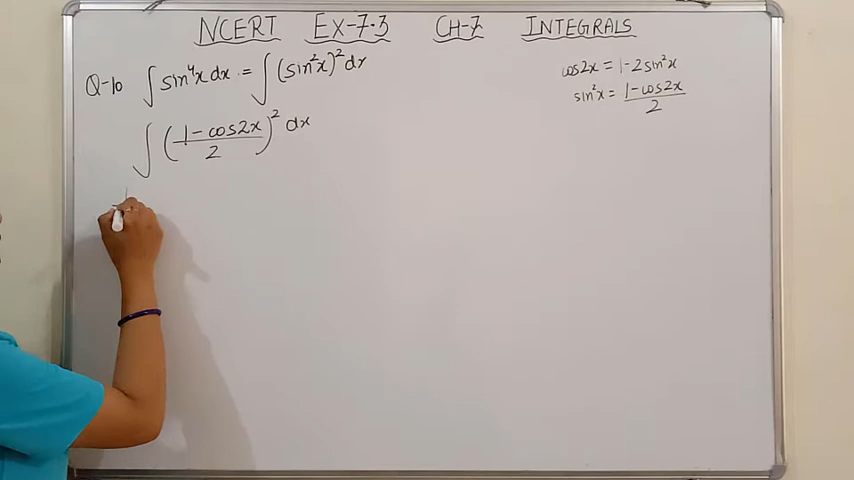 NCERT EX-7.3 CH-7 INTEGRALS
Q-10 ∫ sin⁴x dx = ∫ (sin²x)² dx
∫ ((1 - cos2x)/2)² dx
cos2x = 1 - 2sin²x
sin²x = (1 - cos2x)/2